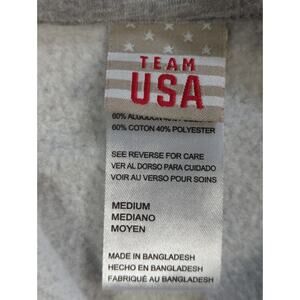 TEAM
USA
60% COTON 40% POLYESTER
SEE REVERSE FOR CARE
VER AL DORSO PARA CUIDADO
VOIR AU VERSO POUR SOINS
MEDIUM
MEDIANO
MOYEN
MADE IN BANGLADESH
HECHO EN BANGLADESH
FABRIQUÉ AU BANGLADESH